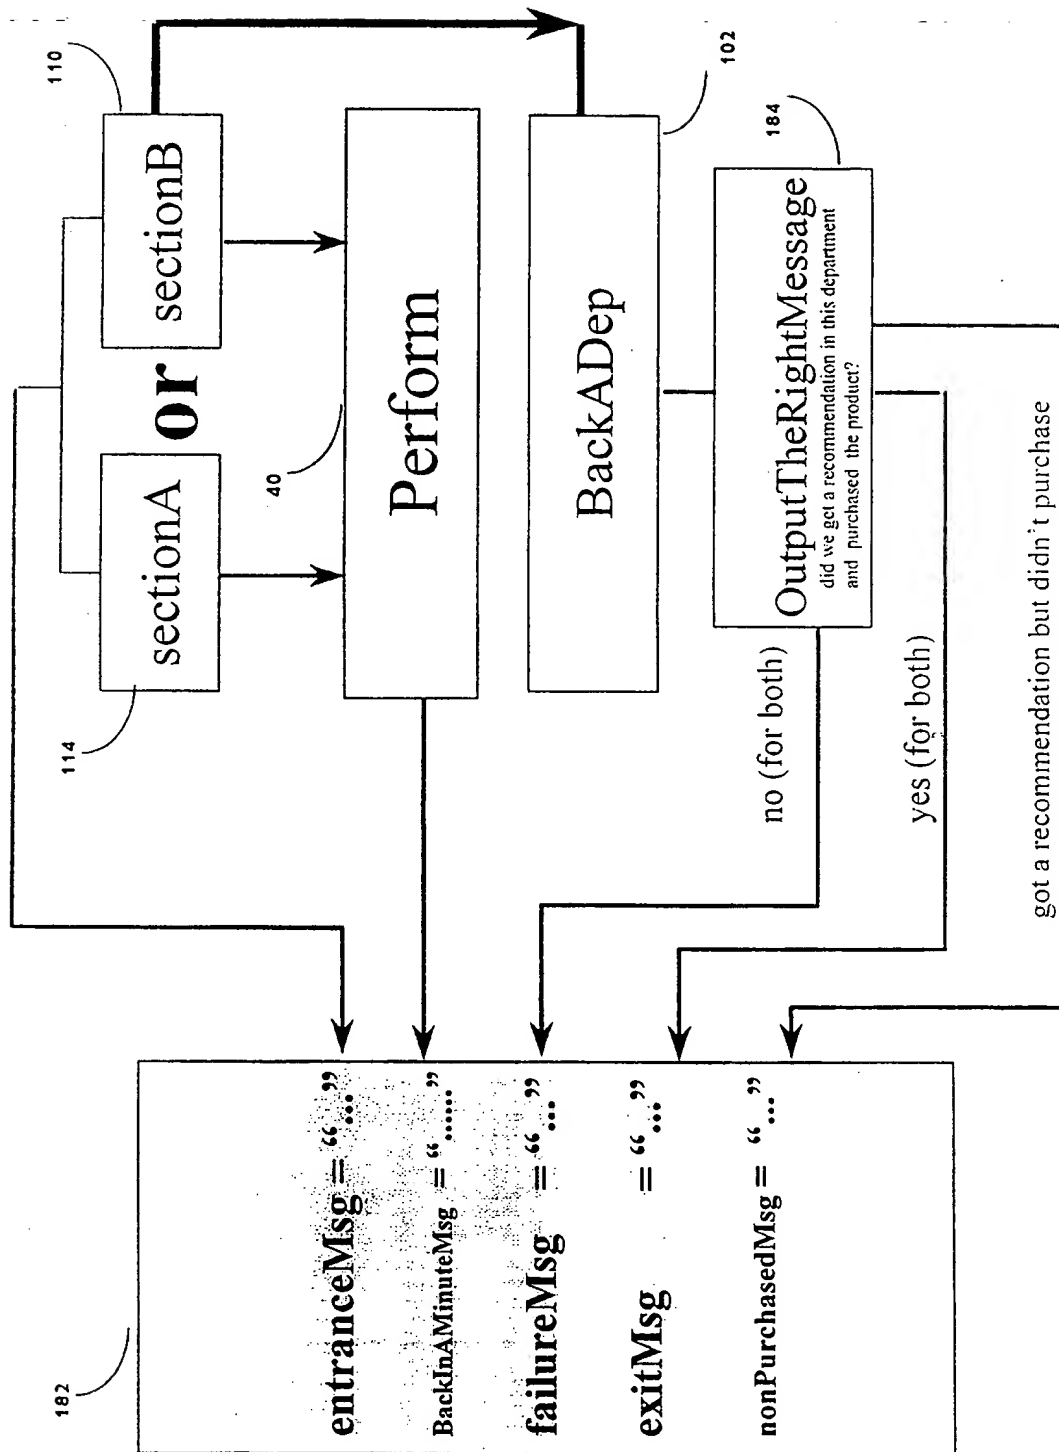 182
entranceMsg = “...”
BackInAMinuteMsg = “......”
failureMsg = “...”
exitMsg = “...”
nonPurchasedMsg = “...”
114
sectionA
or
sectionB
110
40
Perform
BackADep
102
OutputTheRightMessage
did we get a recommendation in this department
and purchased the product?
184
no (for both)
yes (for both)
got a recommendation but didn't purchase